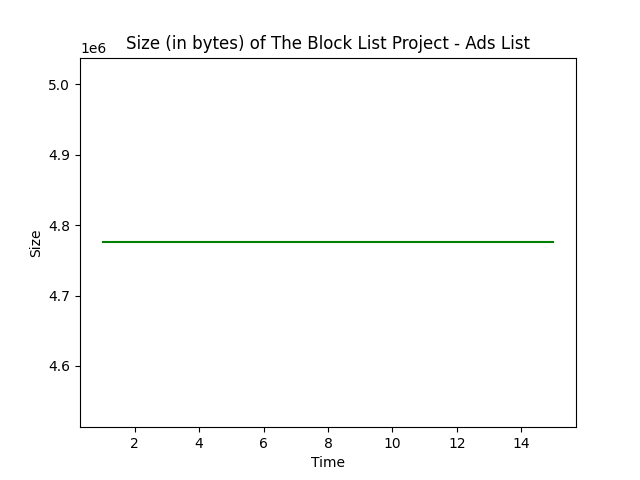 Size (in bytes) of The Block List Project - Ads List
1e6
5.0
4.9
4.8
4.7
4.6
Size
2 4 6 8 10 12 14
Time